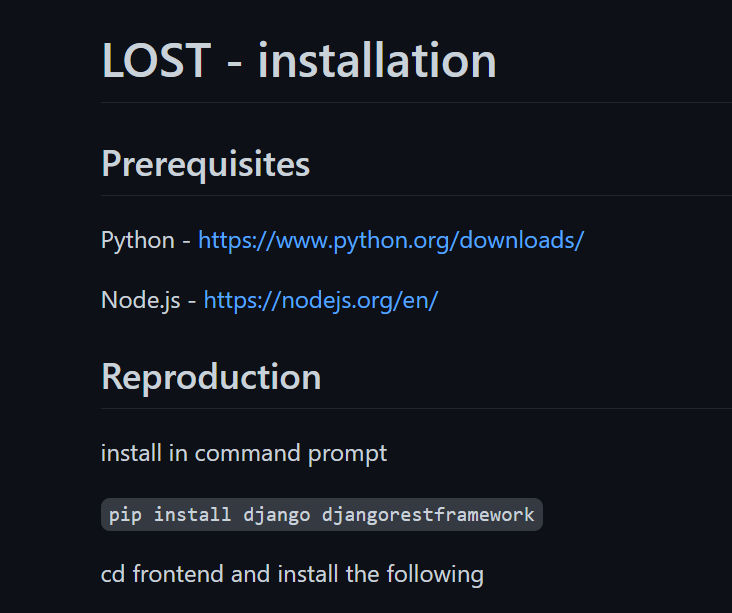 LOST - installation
Prerequisites
Python - https://www.python.org/downloads/
Node.js - https://nodejs.org/en/
Reproduction
install in command prompt
pip install django djangorestframework
cd frontend and install the following